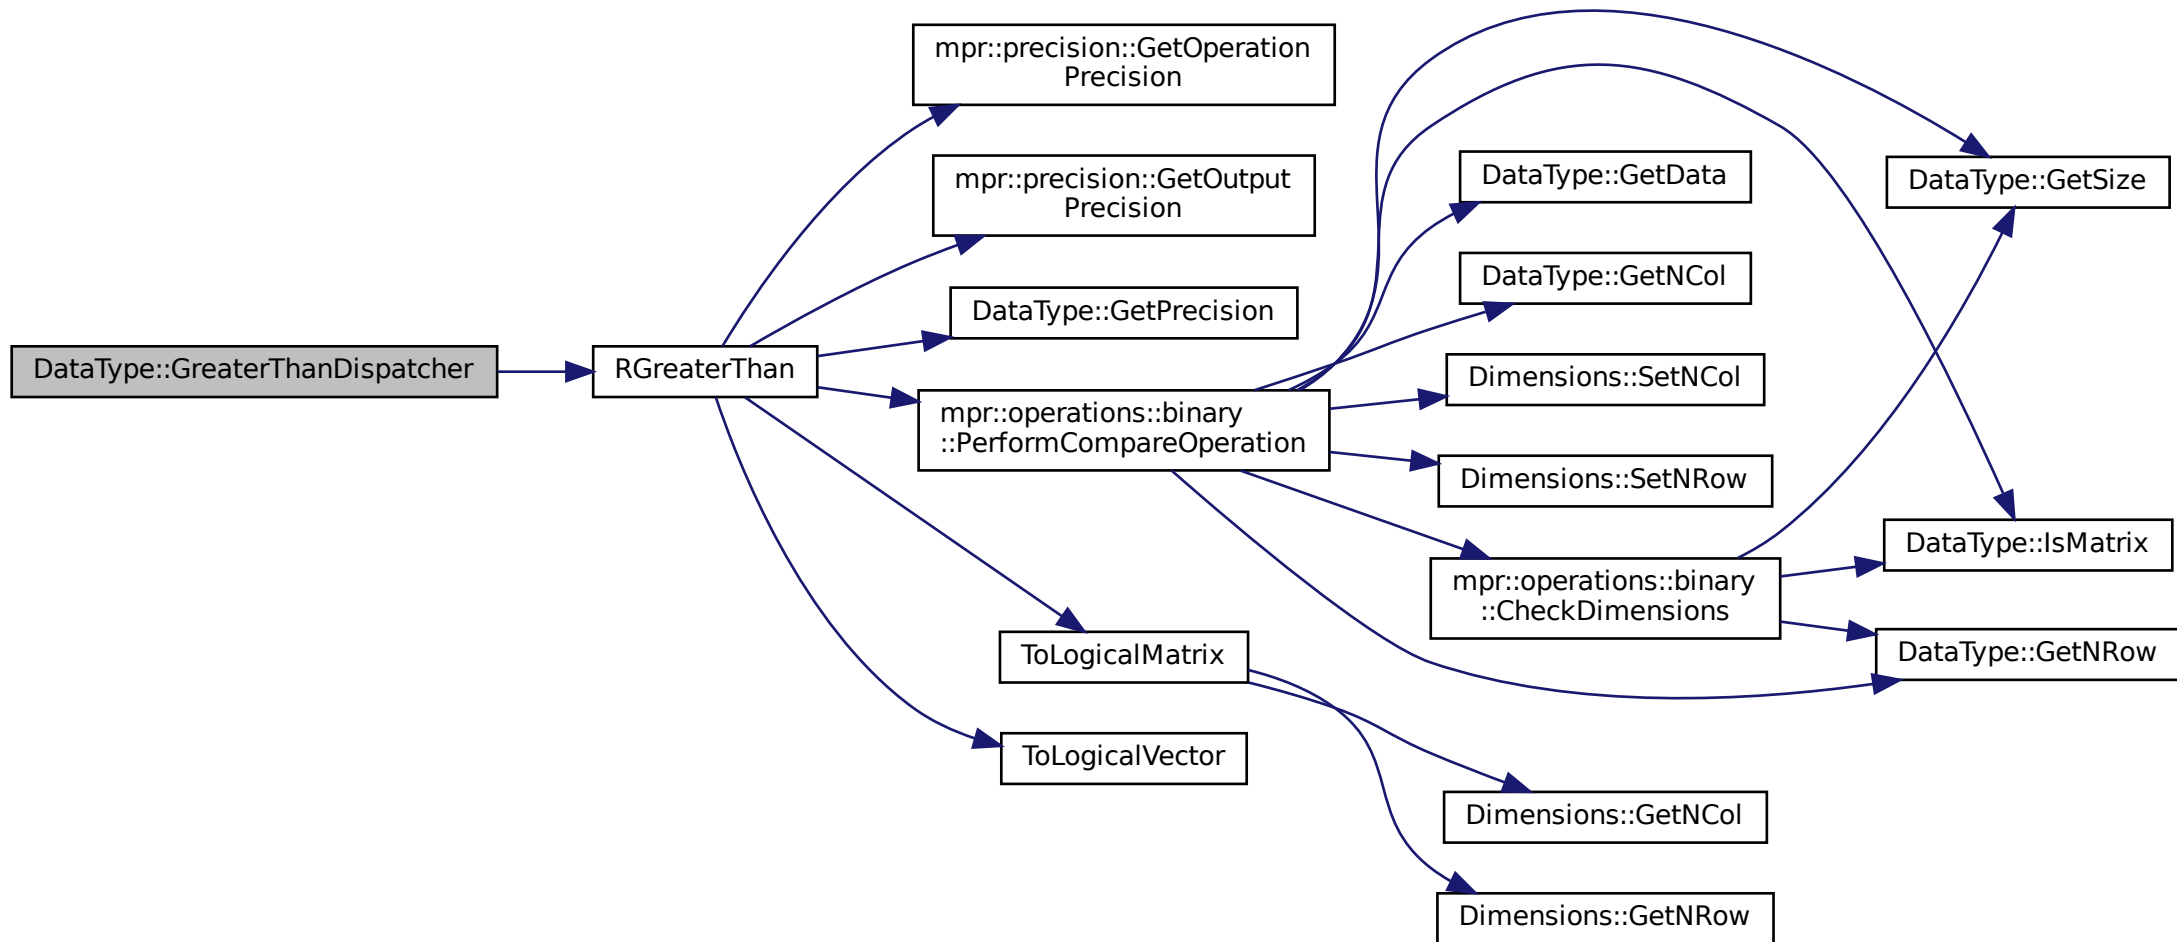 DataType::GreaterThanDispatcher
RGreaterThan
mpr::precision::GetOperation
Precision
mpr::precision::GetOutput
Precision
DataType::GetPrecision
mpr::operations::binary
::PerformCompareOperation
ToLogicalMatrix
ToLogicalVector
DataType::GetData
DataType::GetNCol
Dimensions::SetNCol
Dimensions::SetNRow
mpr::operations::binary
::CheckDimensions
Dimensions::GetNCol
Dimensions::GetNRow
DataType::GetSize
DataType::IsMatrix
DataType::GetNRow